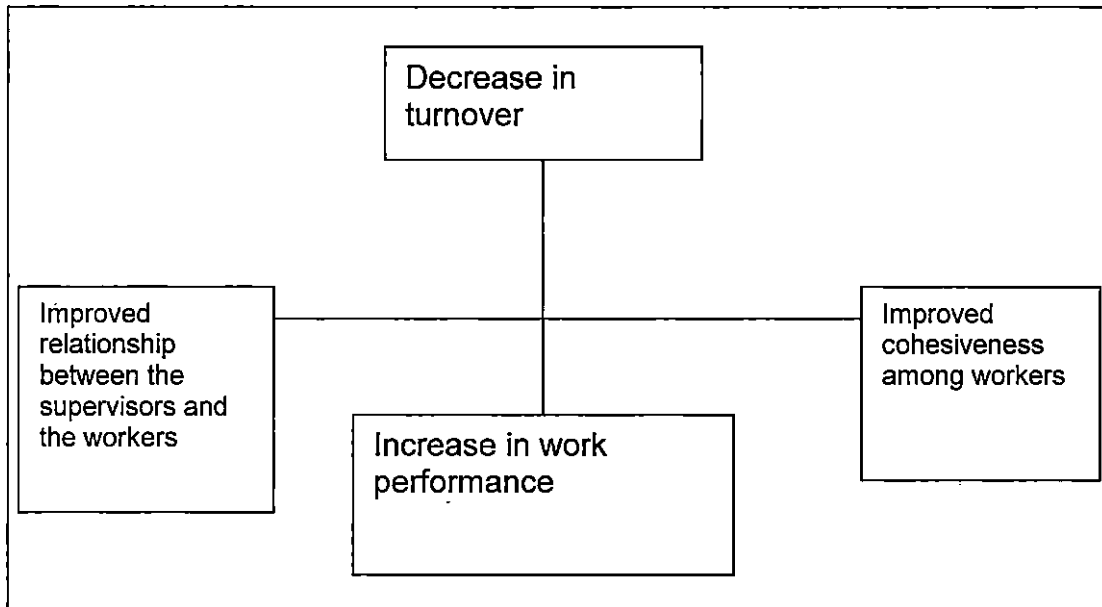 Decrease in
turnover
Improved
relationship
between the
supervisors and
the workers
Improved
cohesiveness
among workers
Increase in work
performance